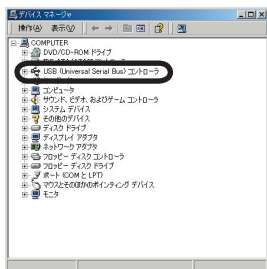 デバイス マネージャ
操作(A) 表示(V)
COMPUTER
DVD/CD-ROM ドライブ
USB (Universal Serial Bus) コントローラ
コンピュータ
サウンド、ビデオ、およびゲーム コントローラ
システム デバイス
その他のデバイス
ディスク ドライブ
ディスプレイ アダプタ
ネットワーク アダプタ
フロッピー ディスク コントローラ
フロッピー ディスク ドライブ
ポート (COM と LPT)
マウスとそのほかのポインティング デバイス
モニタ